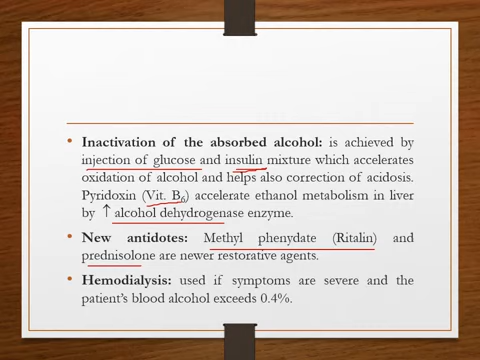 • Inactivation of the absorbed alcohol: is achieved by
injection of glucose and insulin mixture which accelerates
oxidation of alcohol and helps also correction of acidosis.
Pyridoxin (Vit. B₆) accelerate ethanol metabolism in liver
by ↑ alcohol dehydrogenase enzyme.
• New antidotes: Methyl phenydate (Ritalin) and
prednisolone are newer restorative agents.
• Hemodialysis: used if symptoms are severe and the
patient's blood alcohol exceeds 0.4%.